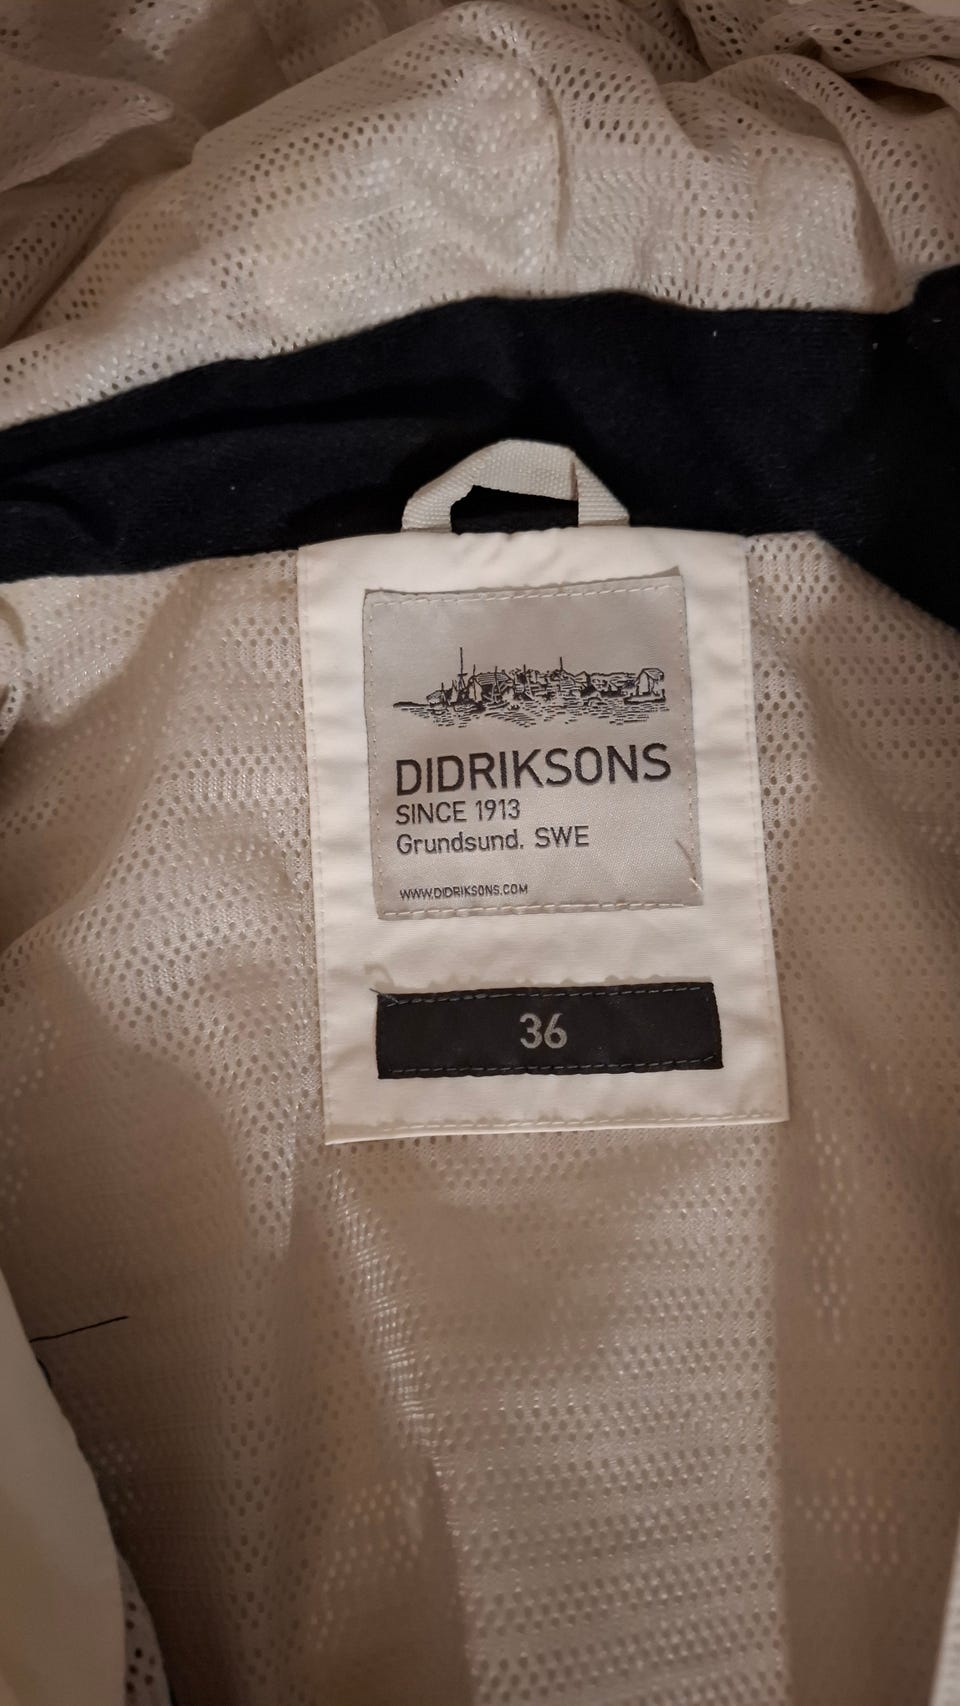 DIDRIKSONS
SINCE 1913
Grundsund. SWE
WWW.DIDRIKSONS.COM
36